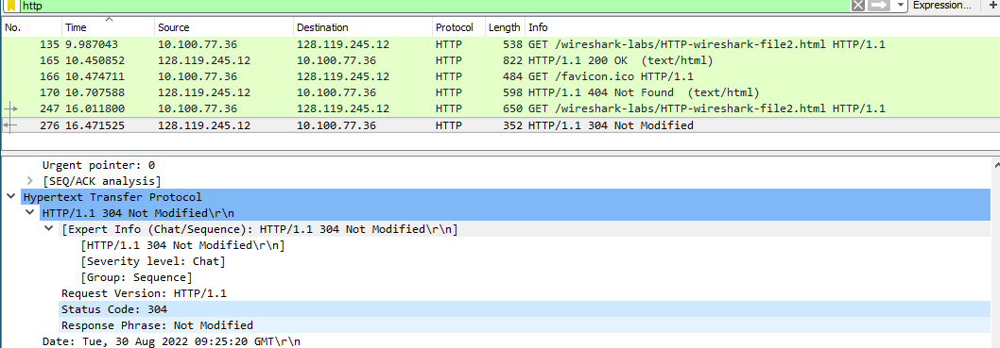 http Expression... +
No. Time Source Destination Protocol Length Info
135 9.987043 10.100.77.36 128.119.245.12 HTTP 538 GET /wireshark-labs/HTTP-wireshark-file2.html HTTP/1.1
165 10.450852 128.119.245.12 10.100.77.36 HTTP 822 HTTP/1.1 200 OK (text/html)
166 10.474711 10.100.77.36 128.119.245.12 HTTP 484 GET /favicon.ico HTTP/1.1
170 10.707588 128.119.245.12 10.100.77.36 HTTP 598 HTTP/1.1 404 Not Found (text/html)
247 16.011800 10.100.77.36 128.119.245.12 HTTP 650 GET /wireshark-labs/HTTP-wireshark-file2.html HTTP/1.1
276 16.471525 128.119.245.12 10.100.77.36 HTTP 352 HTTP/1.1 304 Not Modified
Urgent pointer: 0
[SEQ/ACK analysis]
Hypertext Transfer Protocol
HTTP/1.1 304 Not Modified\r\n
[Expert Info (Chat/Sequence): HTTP/1.1 304 Not Modified\r\n]
[HTTP/1.1 304 Not Modified\r\n]
[Severity level: Chat]
[Group: Sequence]
Request Version: HTTP/1.1
Status Code: 304
Response Phrase: Not Modified
Date: Tue, 30 Aug 2022 09:25:20 GMT\r\n